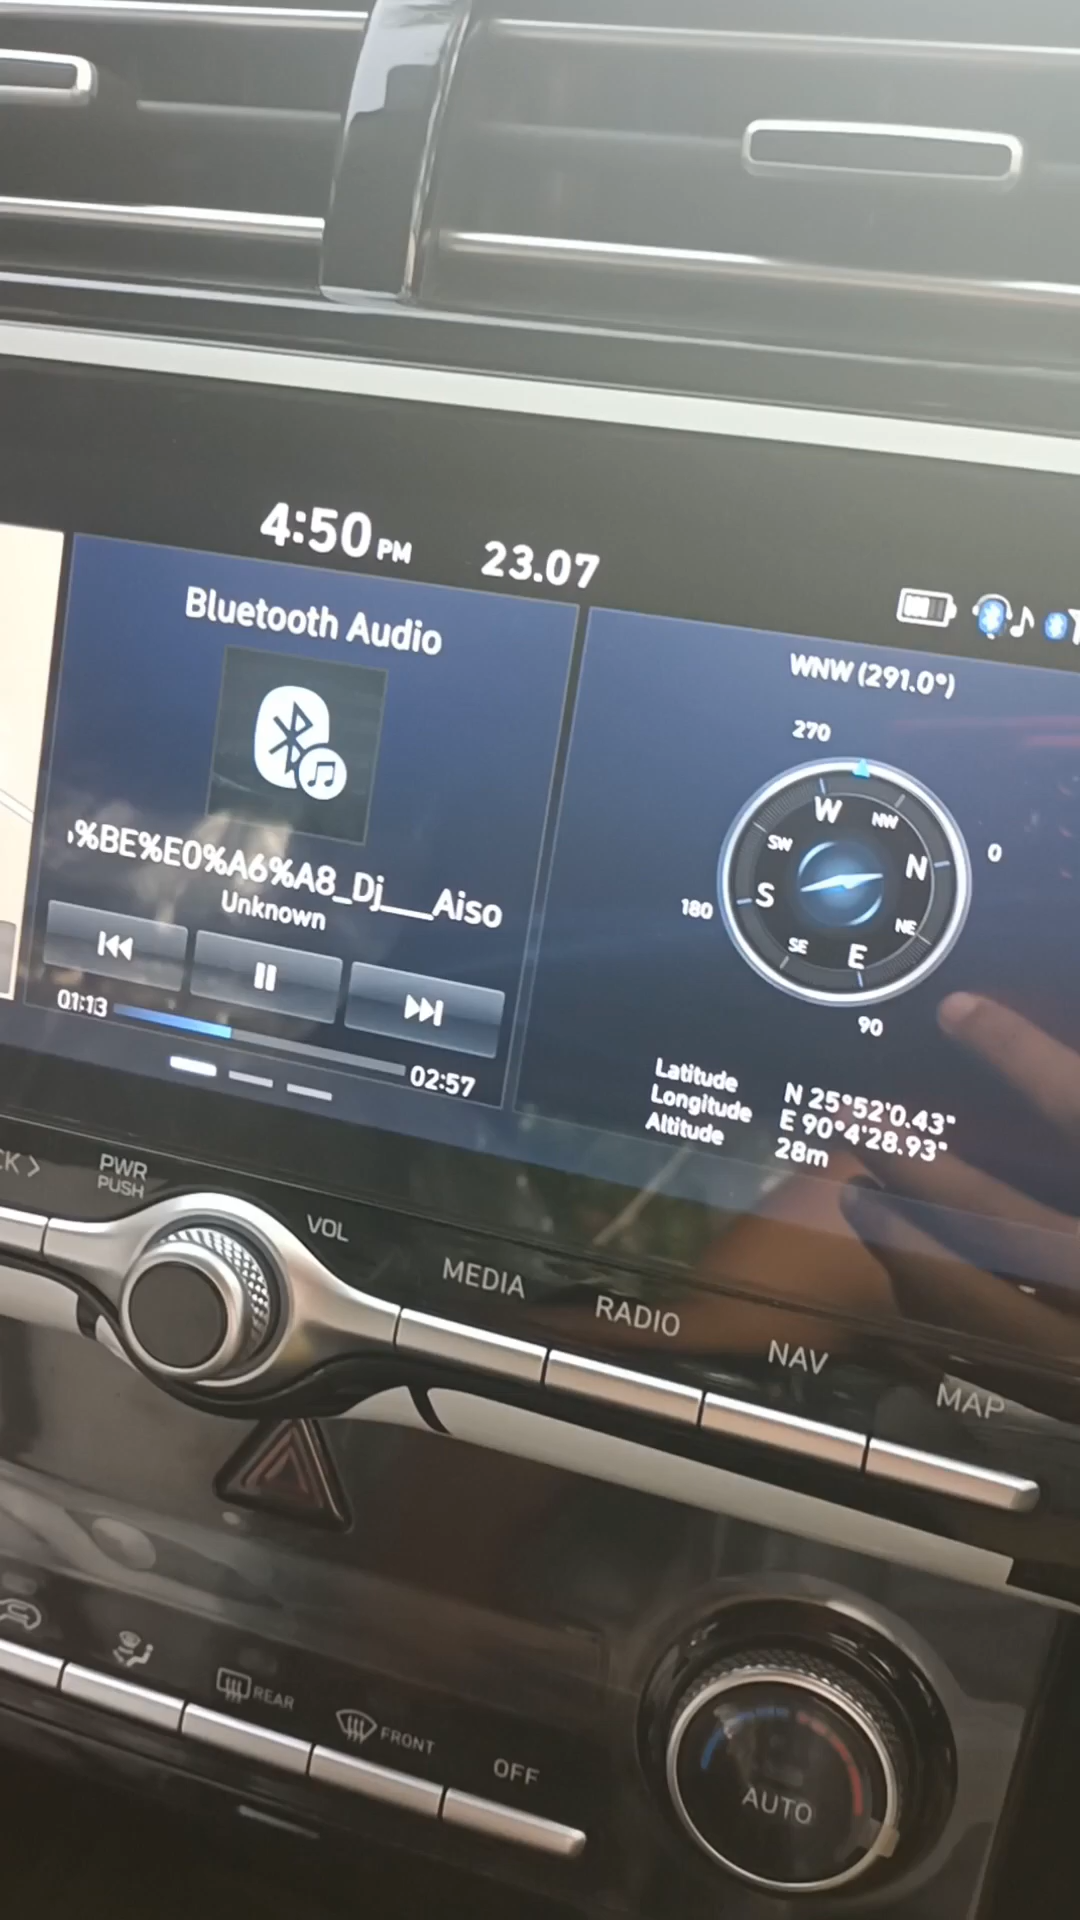 4:50 PM 23.07
Bluetooth Audio
%BE%E0%A6%A8_Dj___Aiso
Unknown
01:13
02:57
WNW (291.0°)
270
W
NW
SW
N
0
180
S
NE
SE
E
90
Latitude N 25°52'0.43"
Longitude E 90°4'28.93"
Altitude 28m
PWR
PUSH
VOL
MEDIA
RADIO
NAV
MAP
REAR
FRONT
OFF
AUTO